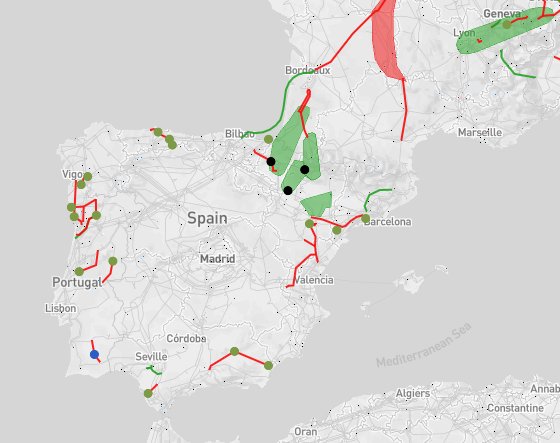 Geneva
Lyon
Bordeaux
Marseille
Bilbao
Vigo
Spain
Barcelona
Madrid
Portugal
Valencia
Lisbon
Córdoba
Seville
Mediterranean Sea
Algiers
Annab
Constantine
Oran